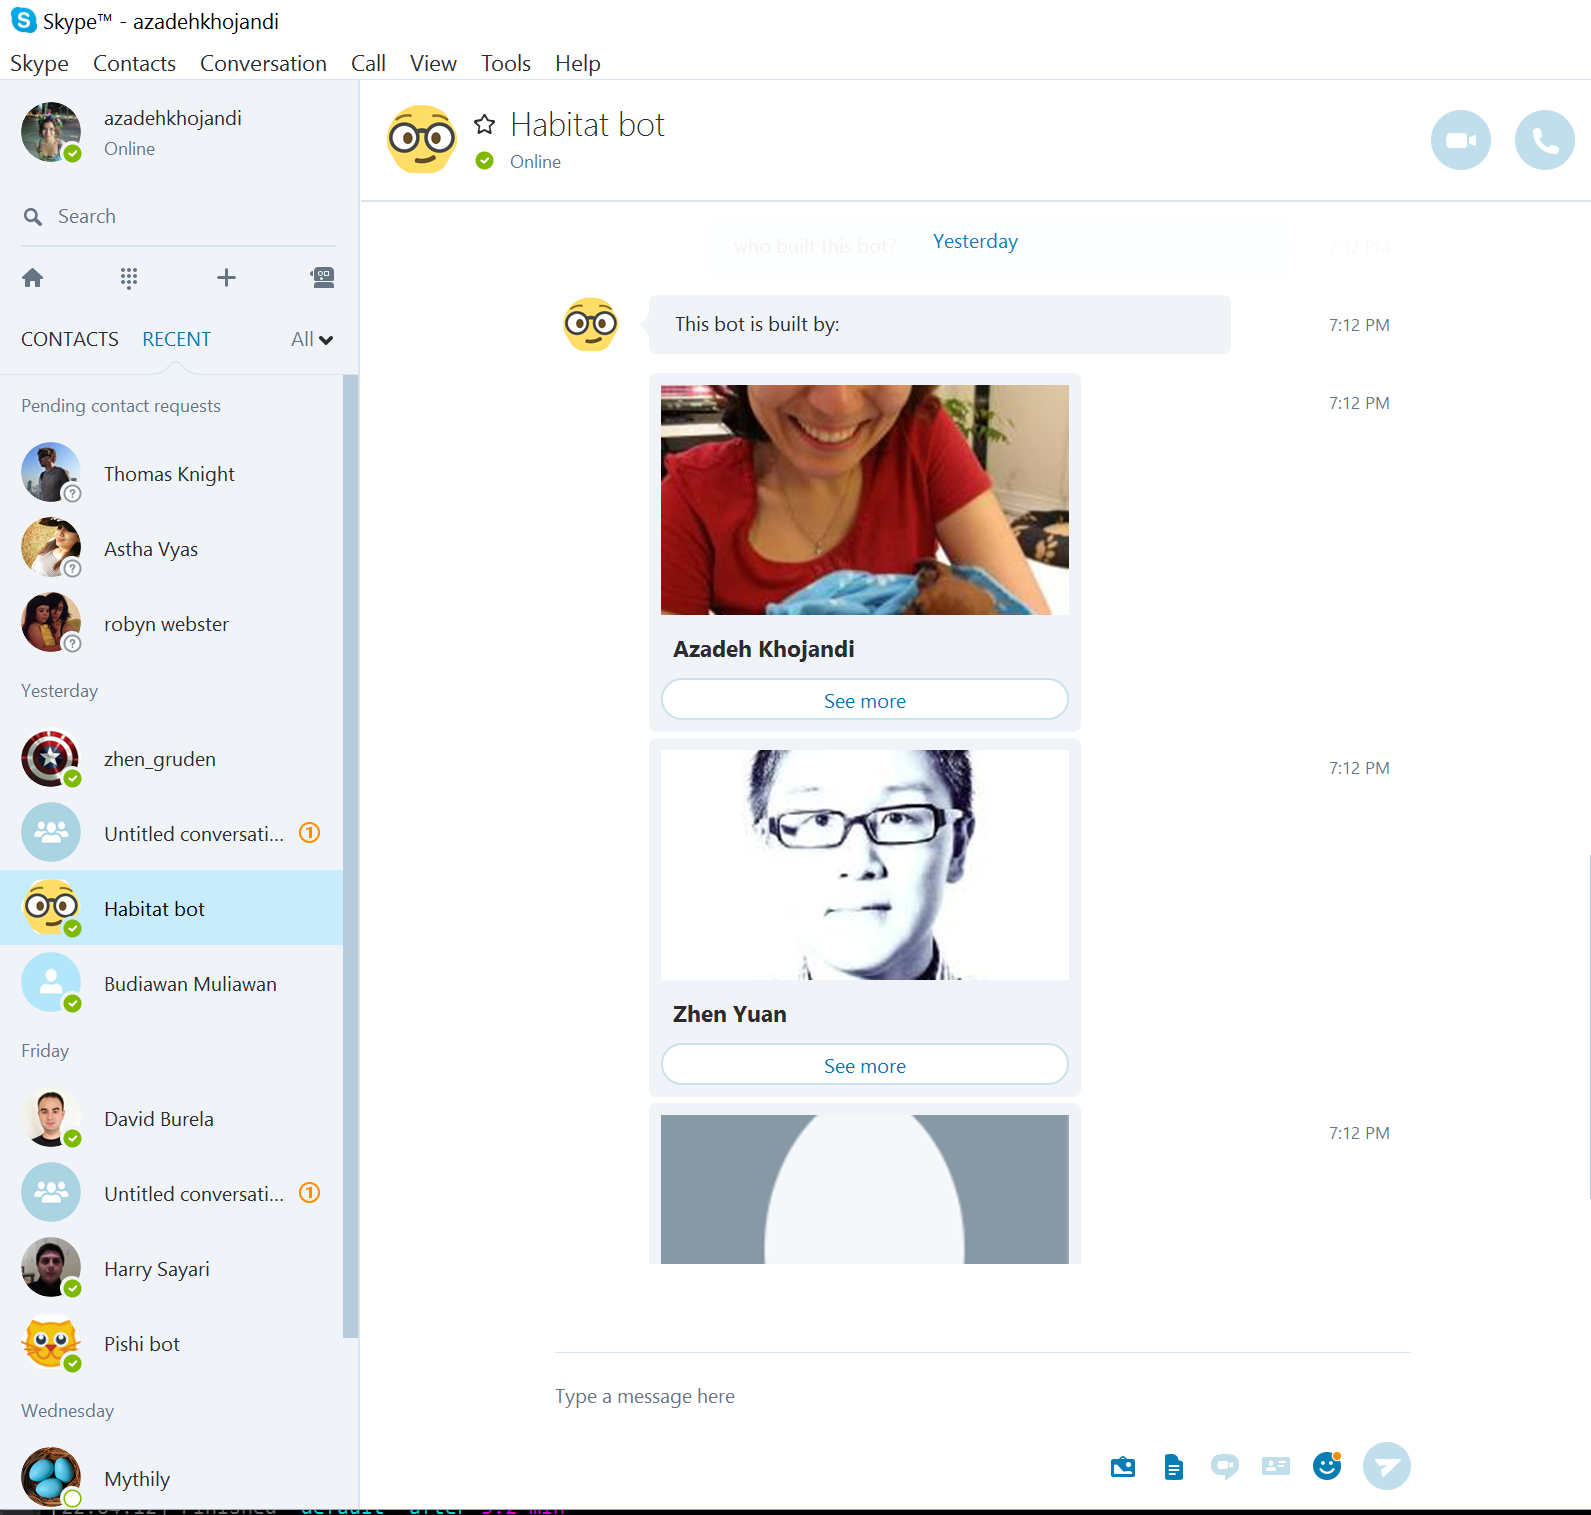 Skype™ - azadehkhojandi
Skype Contacts Conversation Call View Tools Help
azadehkhojandi
Online
Search
CONTACTS RECENT All
Pending contact requests
Thomas Knight
Astha Vyas
robyn webster
Yesterday
zhen_gruden
Untitled conversati... 1
Habitat bot
Budiawan Muliawan
Friday
David Burela
Untitled conversati... 1
Harry Sayari
Pishi bot
Wednesday
Mythily
Habitat bot
Online
who built this bot? Yesterday 7:12 PM
This bot is built by: 7:12 PM
7:12 PM
Azadeh Khojandi
See more
7:12 PM
Zhen Yuan
See more
7:12 PM
Type a message here